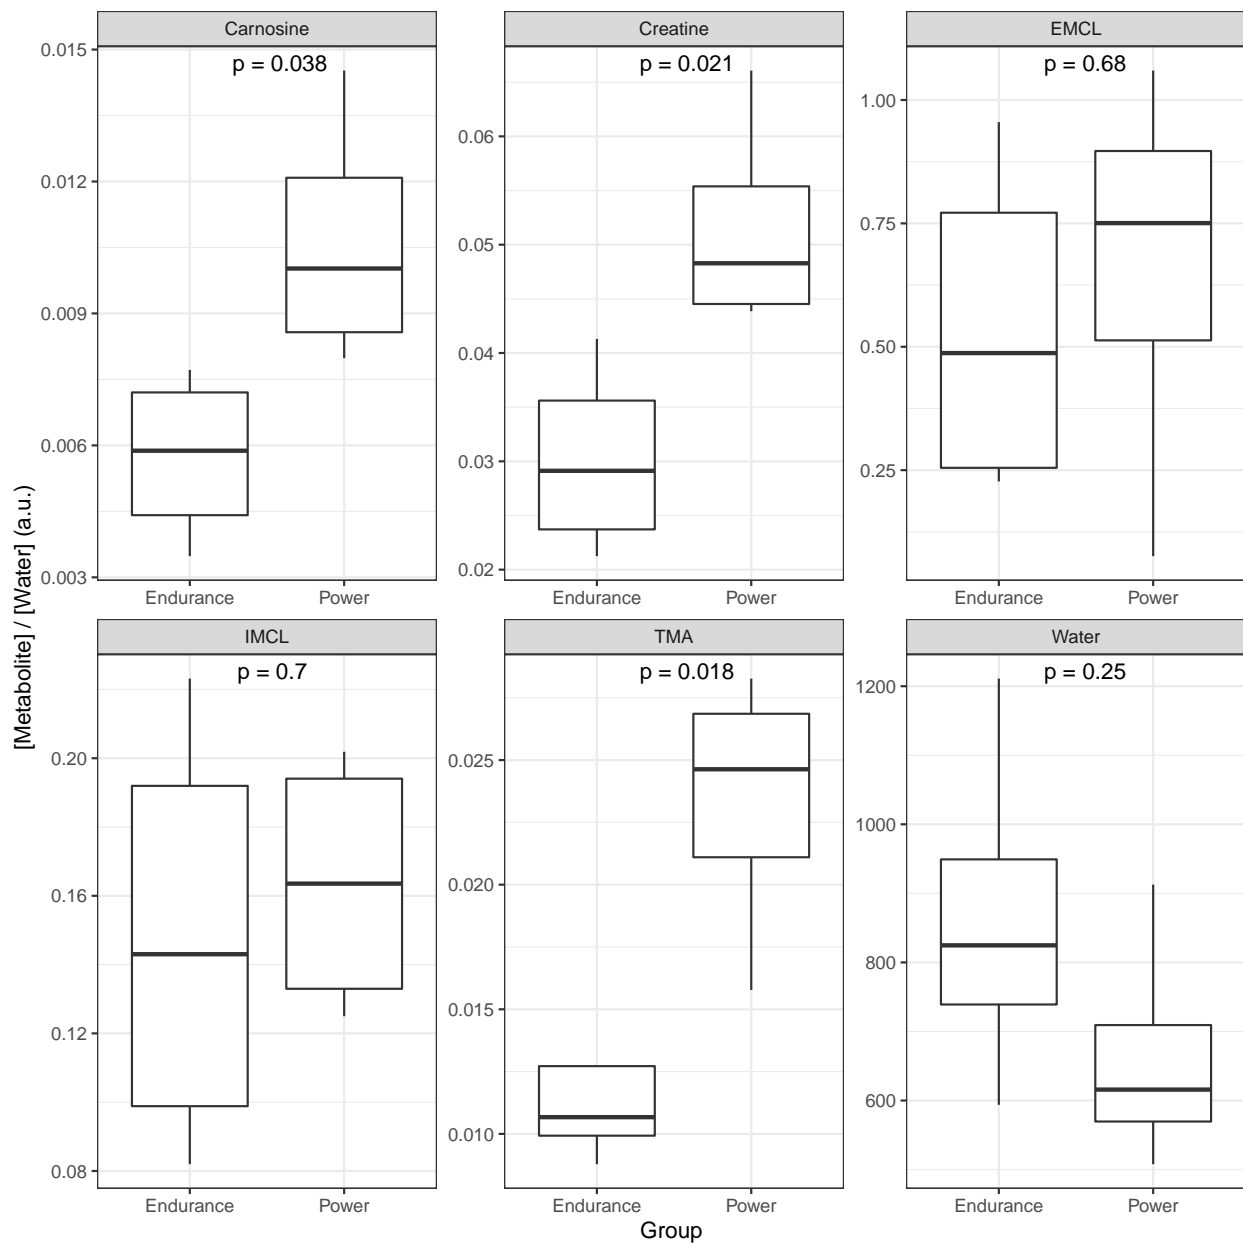 Carnosine
Creatine
EMCL
p = 0.038
p = 0.021
p = 0.68
0.015
0.012
0.009
0.006
0.003
0.06
0.05
0.04
0.03
0.02
1.00
0.75
0.50
0.25
Endurance Power
Endurance Power
Endurance Power
[Metabolite] / [Water] (a.u.)
IMCL
TMA
Water
p = 0.7
p = 0.018
p = 0.25
0.20
0.16
0.12
0.08
0.025
0.020
0.015
0.010
1200
1000
800
600
Endurance Power
Endurance Power
Endurance Power
Group